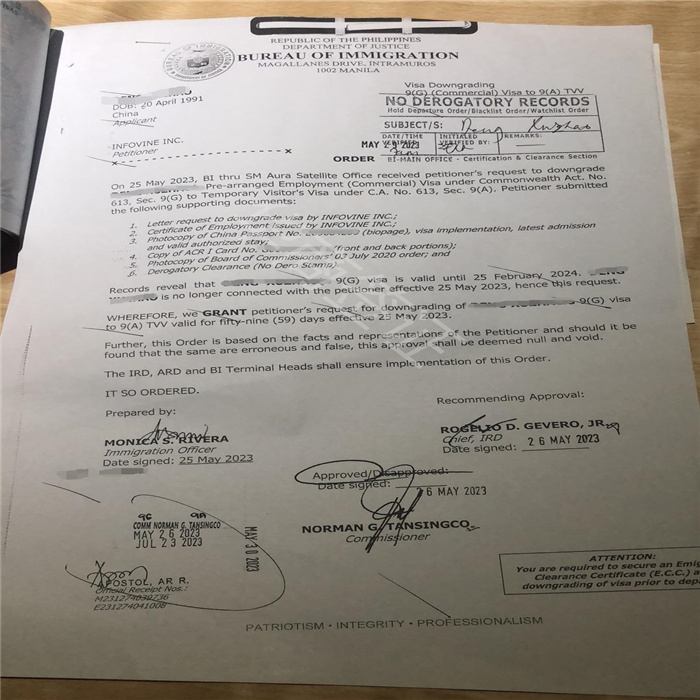 REPUBLIC OF THE PHILIPPINES
DEPARTMENT OF JUSTICE
BUREAU OF IMMIGRATION
MAGALLANES DRIVE, INTRAMUROS
1002 MANILA
DOB: 20 April 1991
China
Applicant
INFOVINE INC.
Petitioner
Visa Downgrading
9(G) (Commercial) Visa to 9(A) TVV
NO DEROGATORY RECORDS
Hold Departure Order/Blacklist Order/Watchlist Order
SUBJECT/S:
DATE/TIME INITIALED REMARKS:
VERIFIED VERIFIED BY:
MAY 2023
ORDER
BI-MAIN OFFICE - Certification & Clearance Section
On 25 May 2023, BI thru SM Aura Satellite Office received petitioner's request to downgrade
Pre-arranged Employment (Commercial) Visa under Commonwealth Act. No.
613, Sec. 9(G) to Temporary Visitor's Visa under C.A. No. 613, Sec. 9(A). Petitioner submitted
the following supporting documents:
1. Letter request to downgrade visa by INFOVINE INC.;
2. Certificate of Employment issued by INFOVINE INC.;
3. Photocopy of China Passport No. (biopage), visa implementation, latest admission
and valid authorized stay;
4. Copy of ACR I Card No. (front and back portions);
5. Photocopy of Board of Commissioners' 03 July 2020 order; and
6. Derogatory Clearance (No Dero Stamp).
Records reveal that 9(G) visa is valid until 25 February 2024.
is no longer connected with the petitioner effective 25 May 2023, hence this request.
WHEREFORE, we GRANT petitioner's request for downgrading of 9(G) visa
to 9(A) TVV valid for fifty-nine (59) days effective 25 May 2023.
Further, this Order is based on the facts and representations of the Petitioner and should it be
found that the same are erroneous and false, this approval shall be deemed null and void.
The IRD, ARD and BI Terminal Heads shall ensure implementation of this Order.
IT SO ORDERED.
Prepared by:
MONICA S. RIVERA
Immigration Officer
Date signed: 25 May 2023
Recommending Approval:
ROGELIO D. GEVERO, JR.
Chief, IRD
Date signed: 26 MAY 2023
Approved/Disapproved:
Date signed: 6 MAY 2023
NORMAN G. TANSINGCO
Commissioner
COMM NORMAN G. TANSINGCO
MAY 26 2023
JUL 23 2023
MAY 30 2023
APOSTOL, AR R.
Official Receipt Nos.:
M231274039736
E231274041008
ATTENTION:
You are required to secure an
Clearance Certificate (E.C.C.)
downgrading of visa prior to
PATRIOTISM • INTEGRITY • PROFESSIONALISM